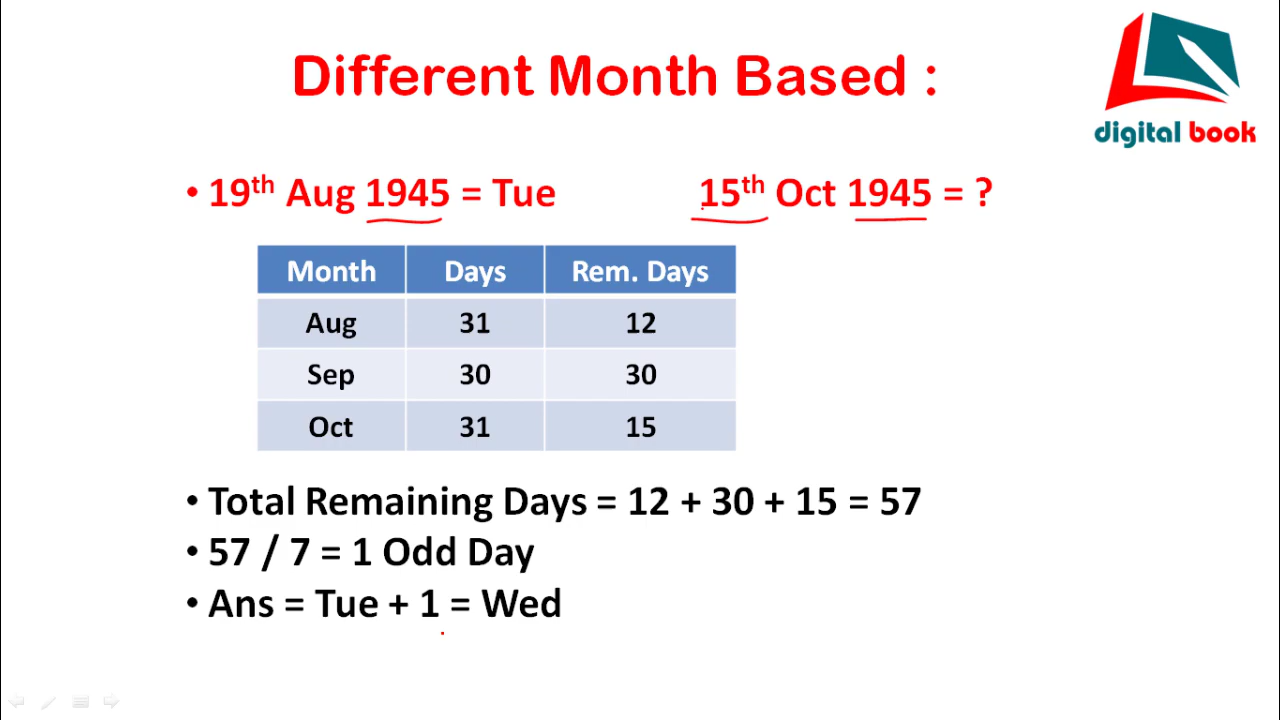 Different Month Based :
digital book
• 19th Aug 1945 = Tue 15th Oct 1945 = ?
Month Days Rem. Days
Aug 31 12
Sep 30 30
Oct 31 15
• Total Remaining Days = 12 + 30 + 15 = 57
• 57 / 7 = 1 Odd Day
• Ans = Tue + 1 = Wed